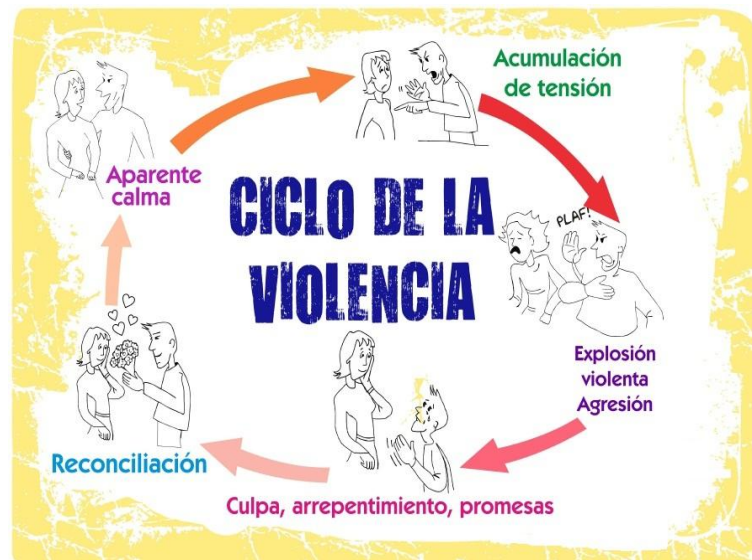 CICLO DE LA
VIOLENCIA
Acumulación
de tensión
PLAF!
Explosión
violenta
Agresión
Culpa, arrepentimiento, promesas
Reconciliación
Aparente
calma